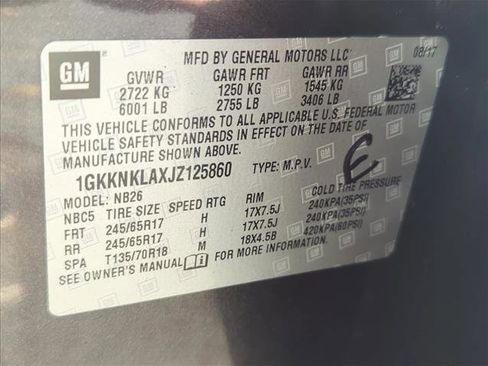 GM
MFD BY GENERAL MOTORS LLC
08/17
GVWR GAWR FRT GAWR RR
2722 KG 1250 KG 1545 KG
6001 LB 2755 LB 3406 LB
THIS VEHICLE CONFORMS TO ALL APPLICABLE U.S. FEDERAL MOTOR
VEHICLE SAFETY STANDARDS IN EFFECT ON THE DATE OF
MANUFACTURE SHOWN ABOVE.
1GKKNKLAXJZ125860 TYPE: M.P.V.
E
MODEL: NB26
NBC5 TIRE SIZE SPEED RTG RIM COLD TIRE PRESSURE
FRT 245/65R17 H 17X7.5J 240KPA(35PSI)
RR 245/65R17 H 17X7.5J 240KPA(35PSI)
SPA T135/70R18 M 18X4.5B 420KPA(60PSI)
SEE OWNER'S MANUAL FOR MORE INFORMATION.